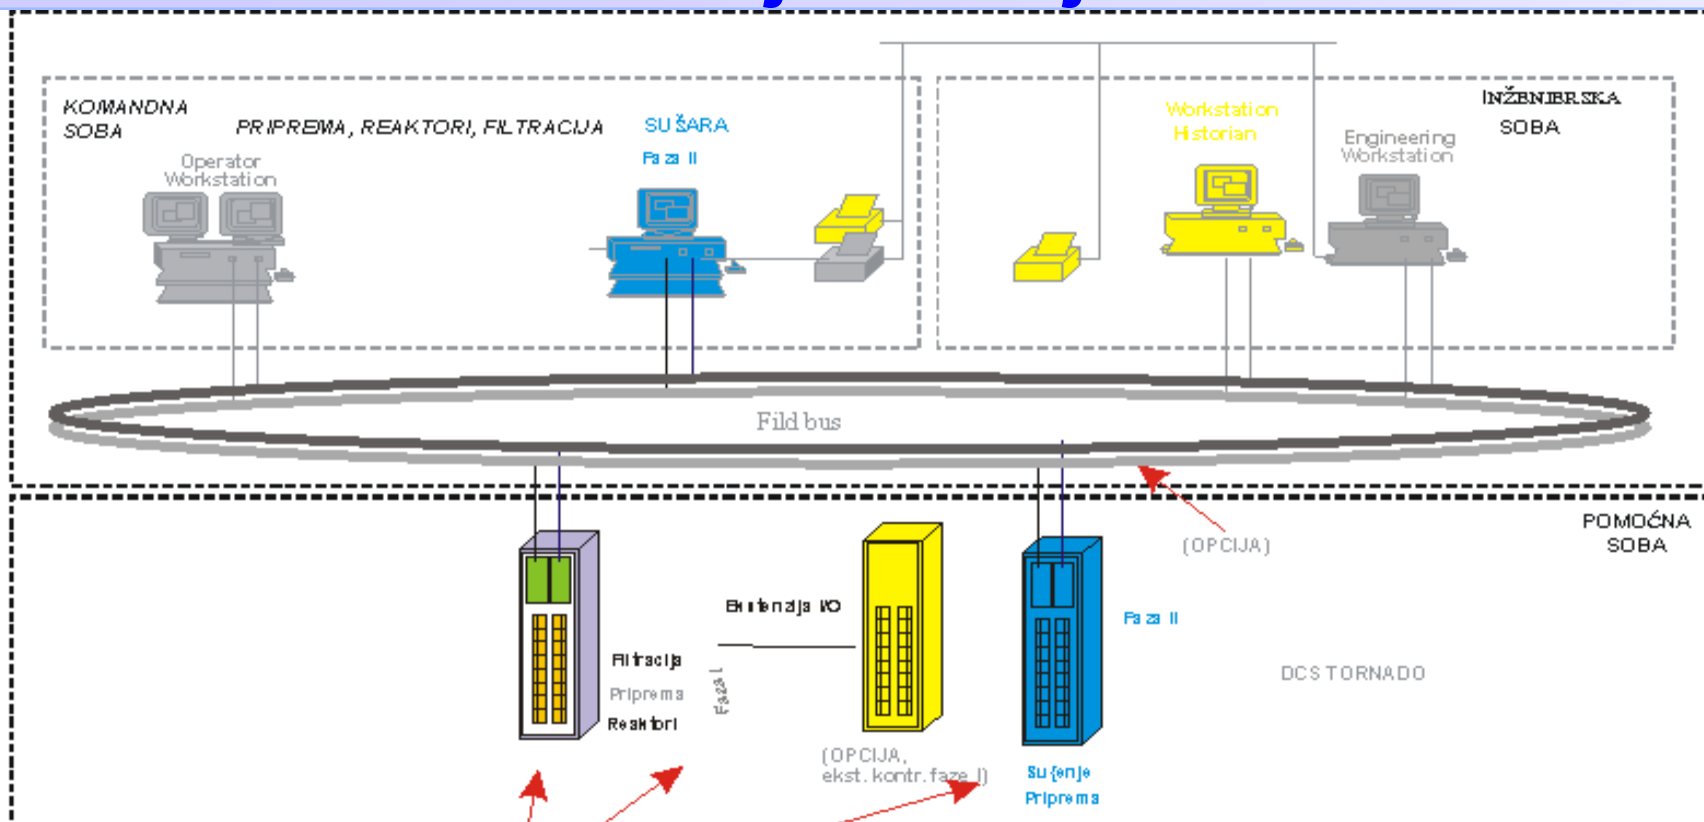 KOMANDNA
SOBA
PRIPREMA, REAKTORI, FILTRACIJA
SUŠARA
Faza II
Operator
Workstation
Workstation
Historian
INŽENJERSKA
SOBA
Engineering
Workstation
Fild bus
POMOĆNA
SOBA
(OPCIJA)
Ekstenzija I/O
Faza II
Filtracija
Priprema
Reaktori
Faza I
DCS TORNADO
(OPCIJA,
ekst. kontr. faze I)
Priprema